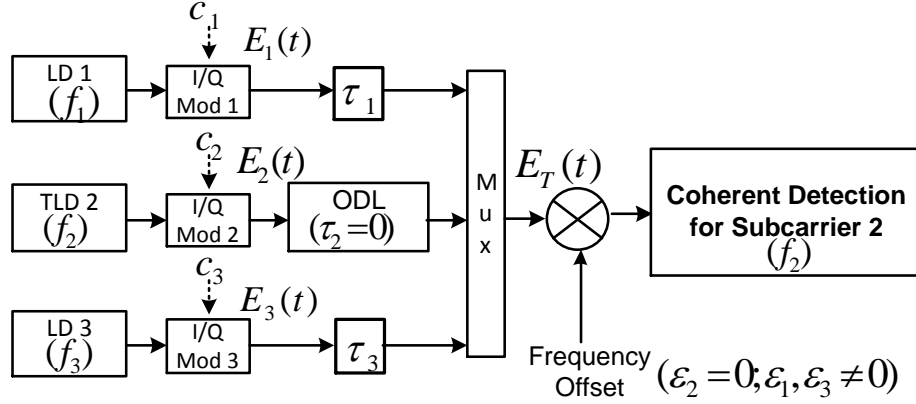 c₁
E₁(t)
LD 1
(f₁)
I/Q
Mod 1
τ₁
c₂
E₂(t)
TLD 2
(f₂)
I/Q
Mod 2
ODL
(τ₂=0)
M
u
x
E_T(t)
Coherent Detection
for Subcarrier 2
(f₂)
c₃
E₃(t)
LD 3
(f₃)
I/Q
Mod 3
τ₃
Frequency
Offset
(ε₂=0;ε₁,ε₃≠0)